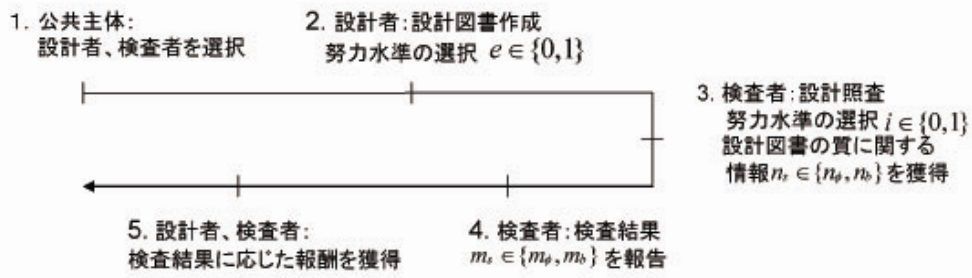 1. 公共主体:
設計者、検査者を選択
2. 設計者:設計図書作成
努力水準の選択 e∈{0,1}
3. 検査者:設計照査
努力水準の選択 i∈{0,1}
設計図書の質に関する
情報nₛ∈{n_ϕ,n_b}を獲得
4. 検査者:検査結果
mₛ∈{m_ϕ,m_b}を報告
5. 設計者、検査者:
検査結果に応じた報酬を獲得